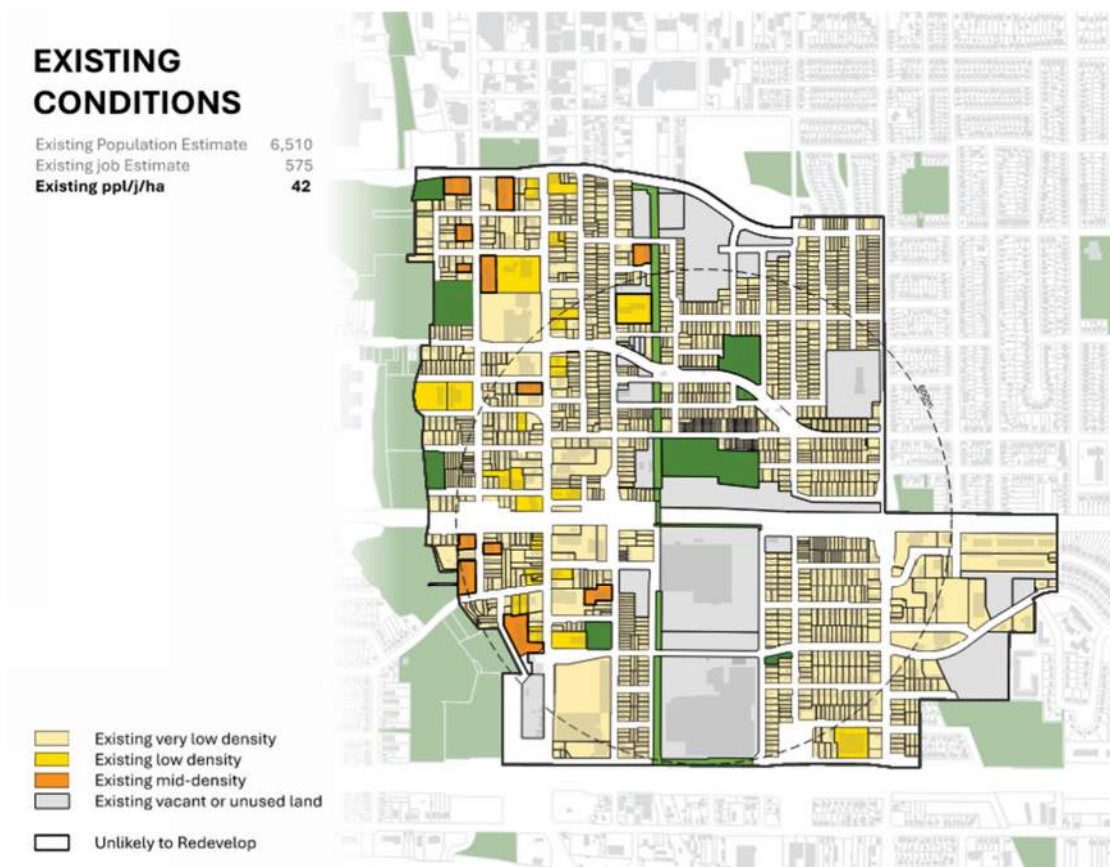 EXISTING
CONDITIONS
Existing Population Estimate 6,510
Existing job Estimate 575
Existing ppl/j/ha 42
Existing very low density
Existing low density
Existing mid-density
Existing vacant or unused land
Unlikely to Redevelop